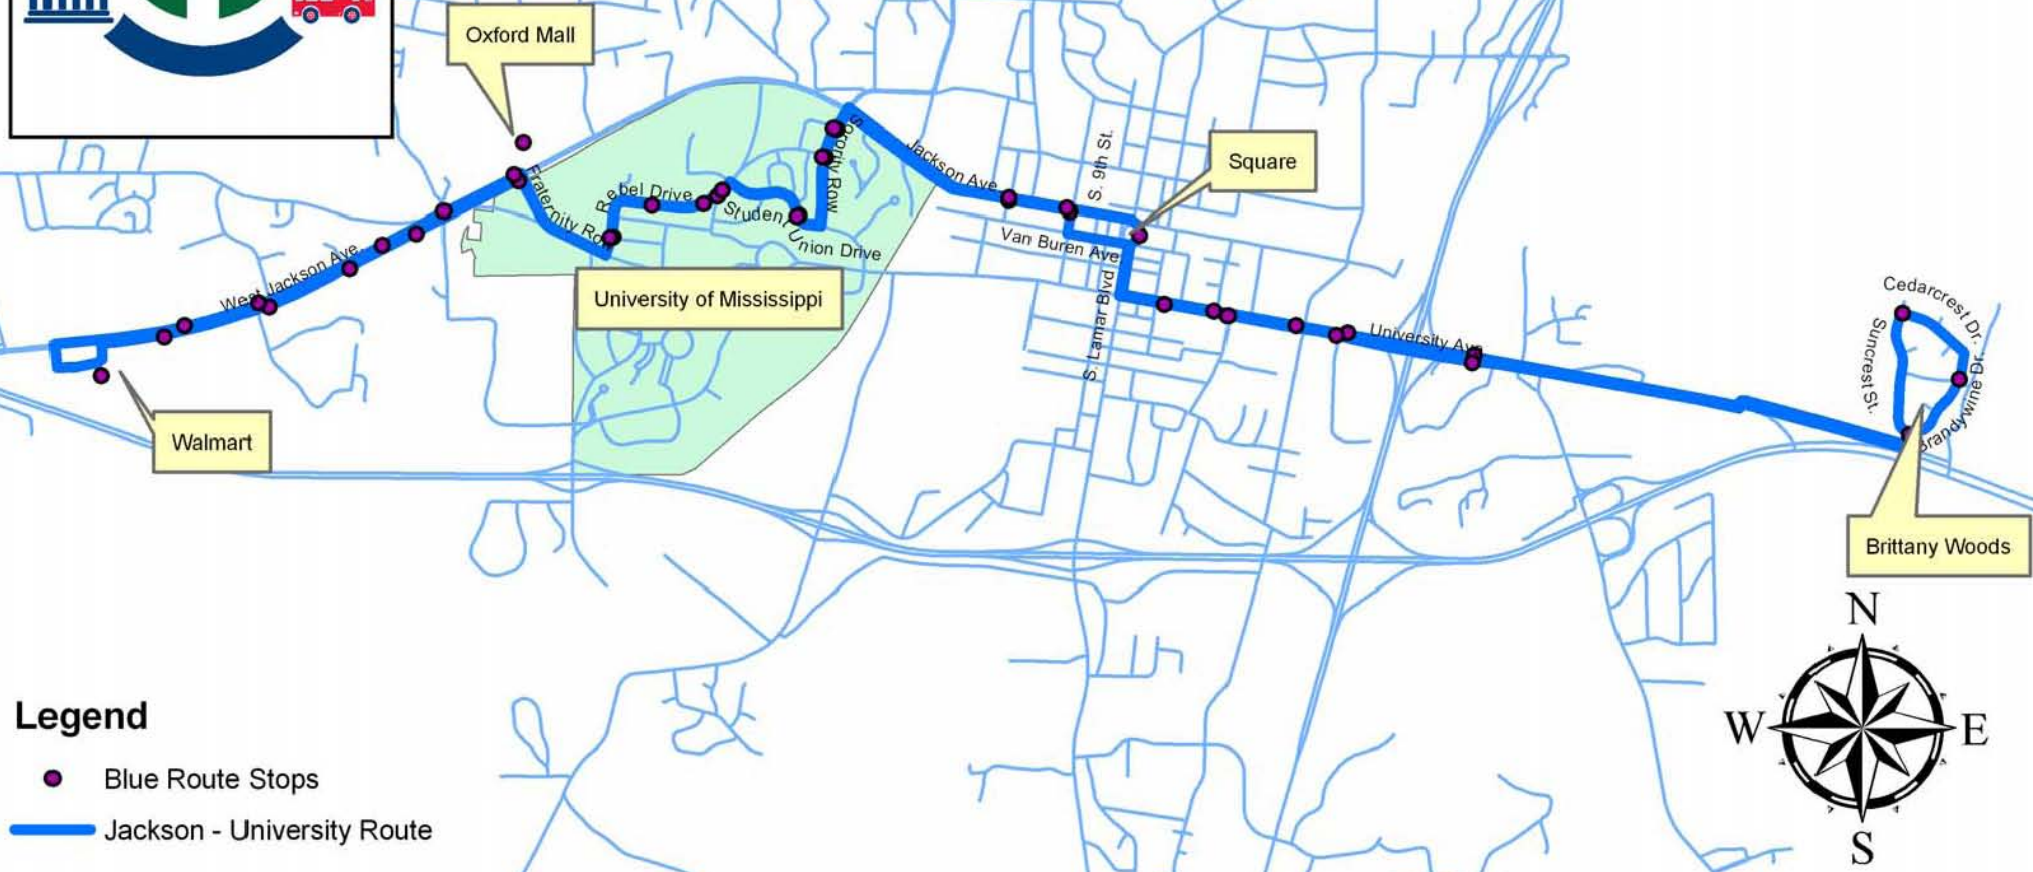 Oxford Mall
Square
S. 9th St.
Jackson Ave
Sorority Row
Fraternity Row
Rebel Drive
Student Union Drive
Van Buren Ave
West Jackson Ave
University of Mississippi
S. Lamar Blvd
University Ave
Cedarcrest Dr.
Suncrest St.
Brandywine Dr.
Walmart
Brittany Woods
N
W
E
S
Legend
Blue Route Stops
Jackson - University Route